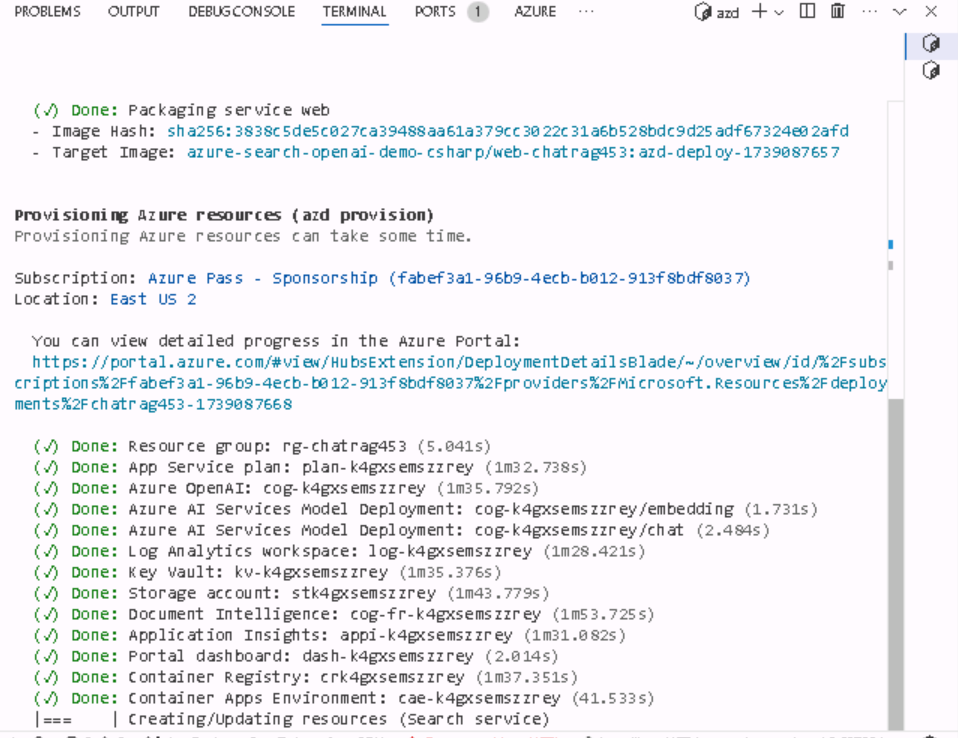 PROBLEMS OUTPUT DEBUG CONSOLE TERMINAL PORTS 1 AZURE ... azd
(✓) Done: Packaging service web
- Image Hash: sha256:3838c5de5c027ca39488aa61a379cc3022c31a6b528bdc9d25adf67324e02afd
- Target Image: azure-search-openai-demo-csharp/web-chatrag453:azd-deploy-1739087657
Provisioning Azure resources (azd provision)
Provisioning Azure resources can take some time.
Subscription: Azure Pass - Sponsorship (fabef3a1-96b9-4ecb-b012-913f8bdf8037)
Location: East US 2
You can view detailed progress in the Azure Portal:
https://portal.azure.com/#view/HubsExtension/DeploymentDetailsBlade/~/overview/id/%2Fsubs
criptions%2Ffabef3a1-96b9-4ecb-b012-913f8bdf8037%2Fproviders%2FMicrosoft.Resources%2Fdeploy
ments%2Fchatrag453-1739087668
(✓) Done: Resource group: rg-chatrag453 (5.041s)
(✓) Done: App Service plan: plan-k4gxsemszzrey (1m32.738s)
(✓) Done: Azure OpenAI: cog-k4gxsemszzrey (1m35.792s)
(✓) Done: Azure AI Services Model Deployment: cog-k4gxsemszzrey/embedding (1.731s)
(✓) Done: Azure AI Services Model Deployment: cog-k4gxsemszzrey/chat (2.484s)
(✓) Done: Log Analytics workspace: log-k4gxsemszzrey (1m28.421s)
(✓) Done: Key Vault: kv-k4gxsemszzrey (1m35.376s)
(✓) Done: Storage account: stk4gxsemszzrey (1m43.779s)
(✓) Done: Document Intelligence: cog-fr-k4gxsemszzrey (1m53.725s)
(✓) Done: Application Insights: appi-k4gxsemszzrey (1m31.082s)
(✓) Done: Portal dashboard: dash-k4gxsemszzrey (2.014s)
(✓) Done: Container Registry: crk4gxsemszzrey (1m37.351s)
(✓) Done: Container Apps Environment: cae-k4gxsemszzrey (41.533s)
|=== | Creating/Updating resources (Search service)